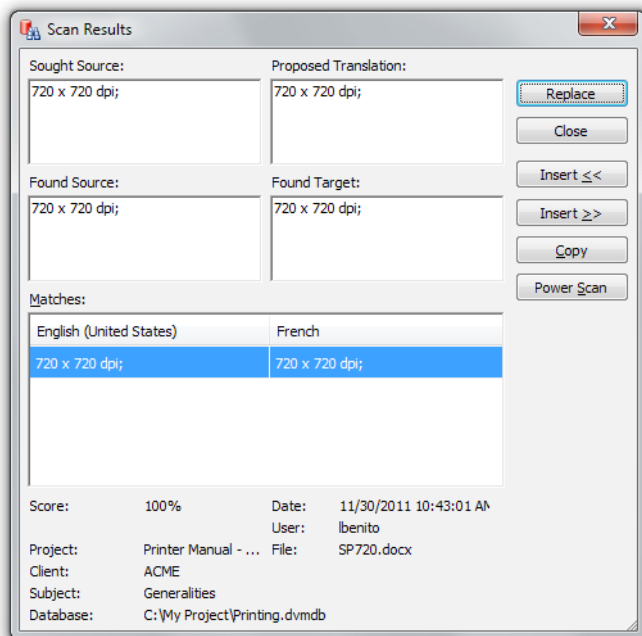 Scan Results
Sought Source: Proposed Translation:
720 x 720 dpi; 720 x 720 dpi;
Replace
Close
Found Source: Found Target:
720 x 720 dpi; 720 x 720 dpi;
Insert <<
Insert >>
Copy
Power Scan
Matches:
English (United States) French
720 x 720 dpi; 720 x 720 dpi;
Score: 100% Date: 11/30/2011 10:43:01 AM
User: lbenito
Project: Printer Manual - ... File: SP720.docx
Client: ACME
Subject: Generalities
Database: C:\My Project\Printing.dvmdb